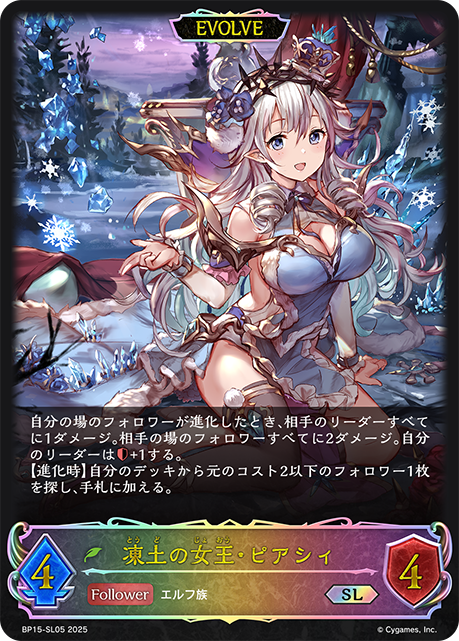 EVOLVE
自分の場のフォロワーが進化したとき、相手のリーダーすべて
に1ダメージ。相手の場のフォロワーすべてに2ダメージ。自分
のリーダーは+1する。
【進化時】自分のデッキから元のコスト2以下のフォロワー1枚
を探し、手札に加える。
とうど じょおう
凍土の女王・ピアシィ
4
4
Follower エルフ族
SL
BP15-SL05 2025
© Cygames, Inc.